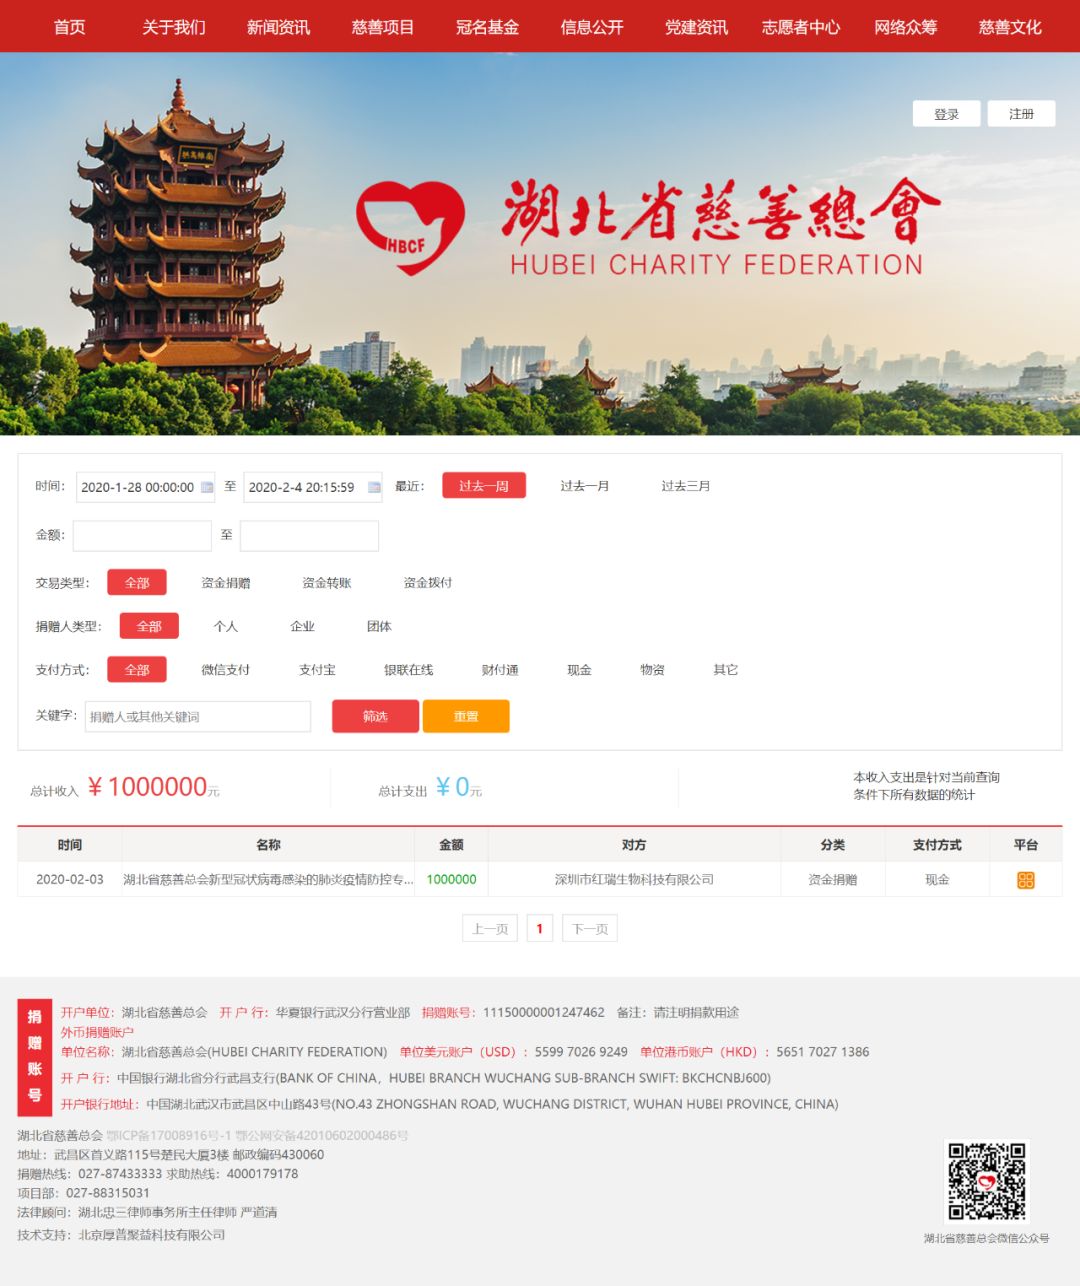 首页 关于我们 新闻资讯 慈善项目 冠名基金 信息公开 党建资讯 志愿者中心 网络众筹 慈善文化
登录 注册
南维高拱
HBCF
湖北省慈善總會
HUBEI CHARITY FEDERATION
时间： 2020-1-28 00:00:00 至 2020-2-4 20:15:59 最近： 过去一周 过去一月 过去三月
金额： 至
交易类型： 全部 资金捐赠 资金转账 资金拨付
捐赠人类型： 全部 个人 企业 团体
支付方式： 全部 微信支付 支付宝 银联在线 财付通 现金 物资 其它
关键字： 捐赠人或其他关键词 筛选 重置
总计收入 ¥1000000元 总计支出 ¥0元 本收入支出是针对当前查询
条件下所有数据的统计
时间 名称 金额 对方 分类 支付方式 平台
2020-02-03 湖北省慈善总会新型冠状病毒感染的肺炎疫情防控专... 1000000 深圳市红瑞生物科技有限公司 资金捐赠 现金
上一页 1 下一页
捐赠账号
开户单位：湖北省慈善总会 开 户 行：华夏银行武汉分行营业部 捐赠账号：11150000001247462 备注：请注明捐款用途
外币捐赠账户
单位名称：湖北省慈善总会(HUBEI CHARITY FEDERATION) 单位美元账户（USD）：5599 7026 9249 单位港币账户（HKD）：5651 7027 1386
开 户 行：中国银行湖北省分行武昌支行(BANK OF CHINA，HUBEI BRANCH WUCHANG SUB-BRANCH SWIFT: BKCHCNBJ600)
开户银行地址：中国湖北武汉市武昌区中山路43号(NO.43 ZHONGSHAN ROAD, WUCHANG DISTRICT, WUHAN HUBEI PROVINCE, CHINA)
湖北省慈善总会 鄂ICP备17008916号-1 鄂公网安备42010602000486号
地址：武昌区首义路115号楚民大厦3楼 邮政编码430060
捐赠热线：027-87433333 求助热线：4000179178
项目部：027-88315031
法律顾问：湖北忠三律师事务所主任律师 严道清
技术支持：北京厚普聚益科技有限公司
湖北省慈善总会微信公众号